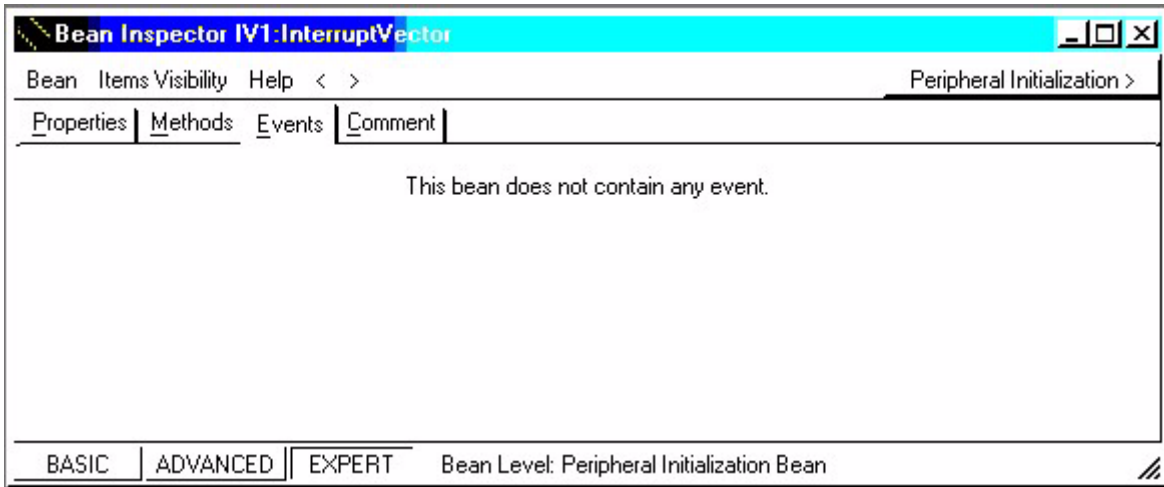 Bean Inspector IV1:InterruptVector
Bean Items Visibility Help < > Peripheral Initialization >
Properties Methods Events Comment
This bean does not contain any event.
BASIC ADVANCED EXPERT Bean Level: Peripheral Initialization Bean